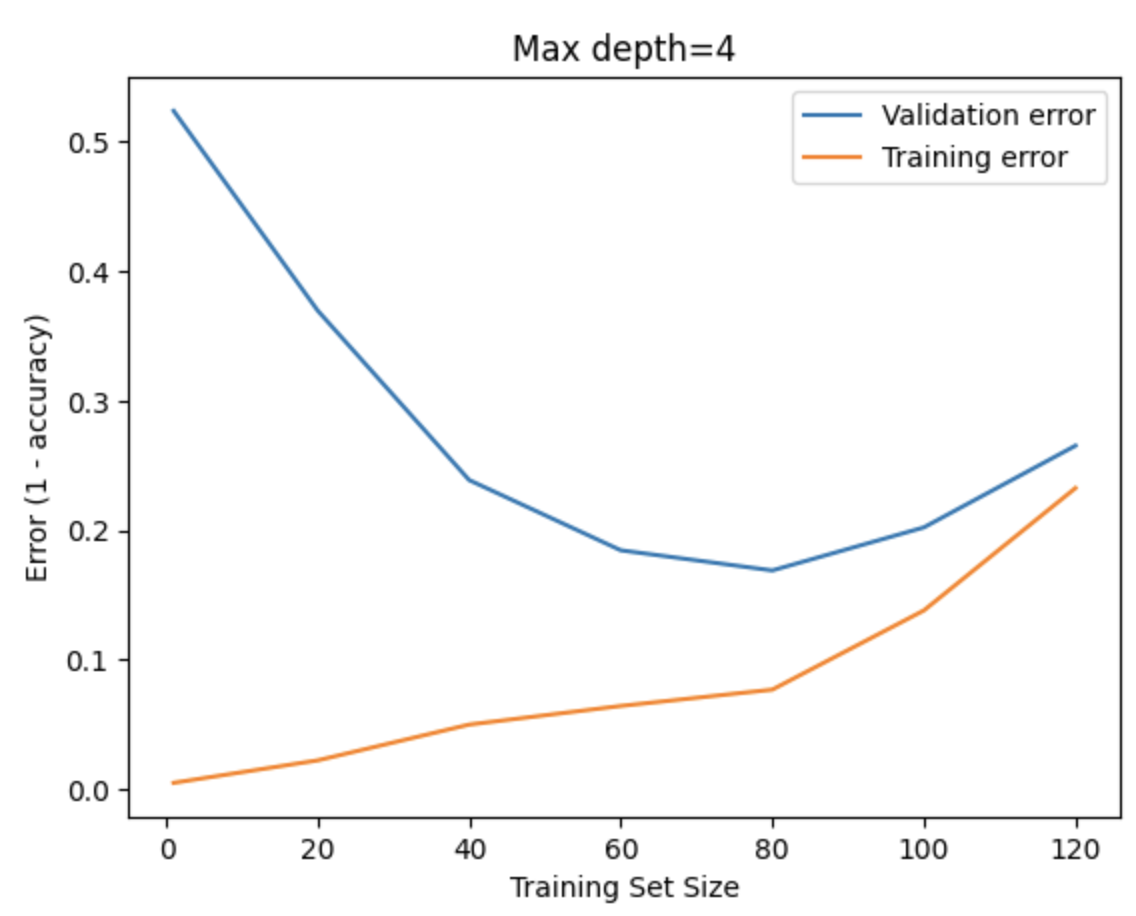 Max depth=4
Validation error
Training error
Error (1 - accuracy)
0.5
0.4
0.3
0.2
0.1
0.0
0 20 40 60 80 100 120
Training Set Size